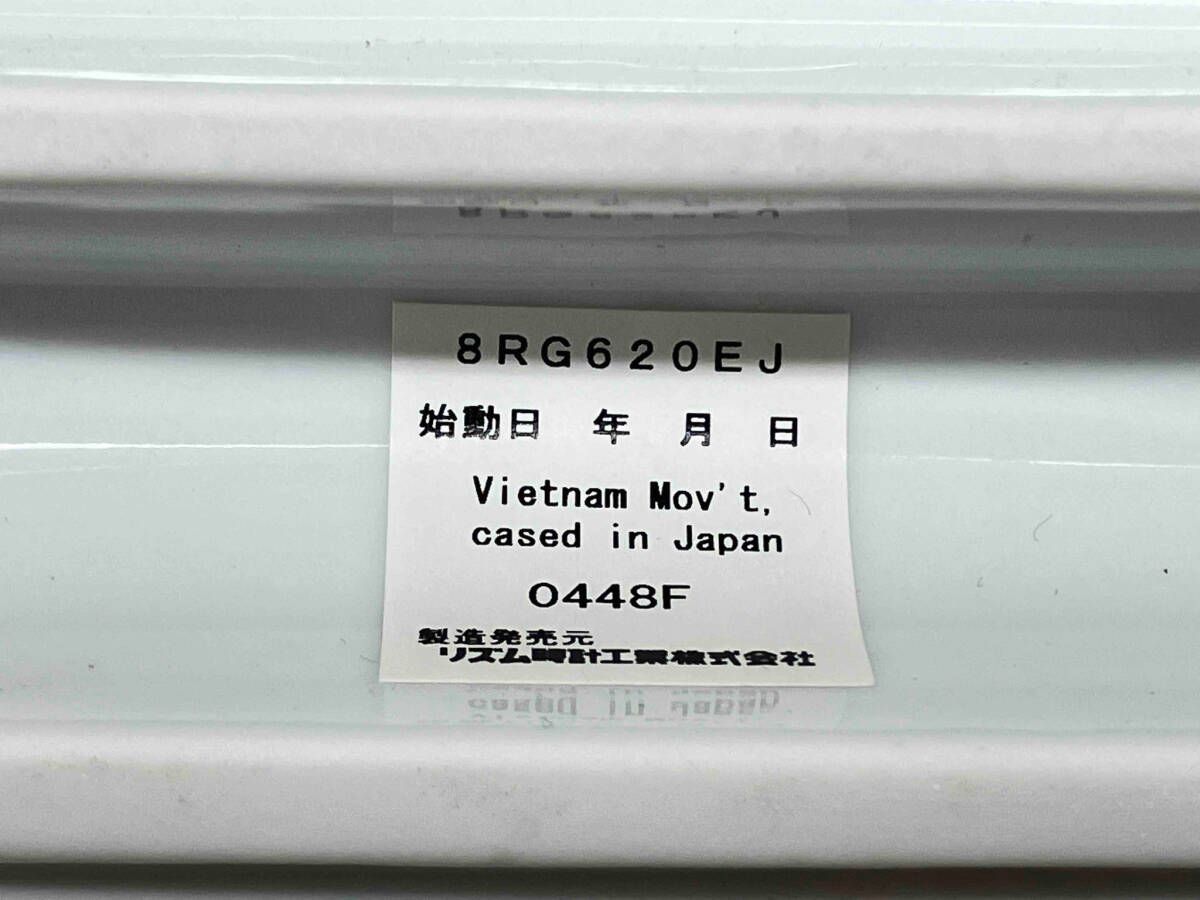 8RG620EJ
始動日　年　月　日
Vietnam Mov't,
cased in Japan
0448F
製造発売元
リズム時計工業株式会社